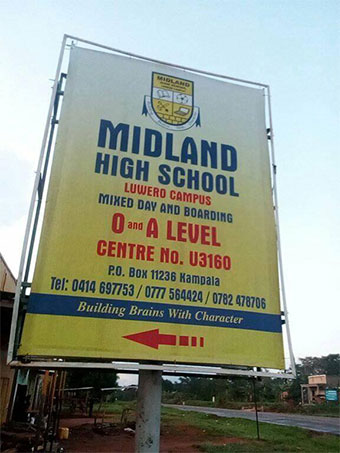 MIDLAND
MIDLAND
HIGH SCHOOL
LUWERO CAMPUS
MIXED DAY AND BOARDING
O and A LEVEL
CENTRE No. U3160
P.O. Box 11236 Kampala
Tel: 0414 697753 / 0777 564424 / 0782 478706
Building Brains With Character